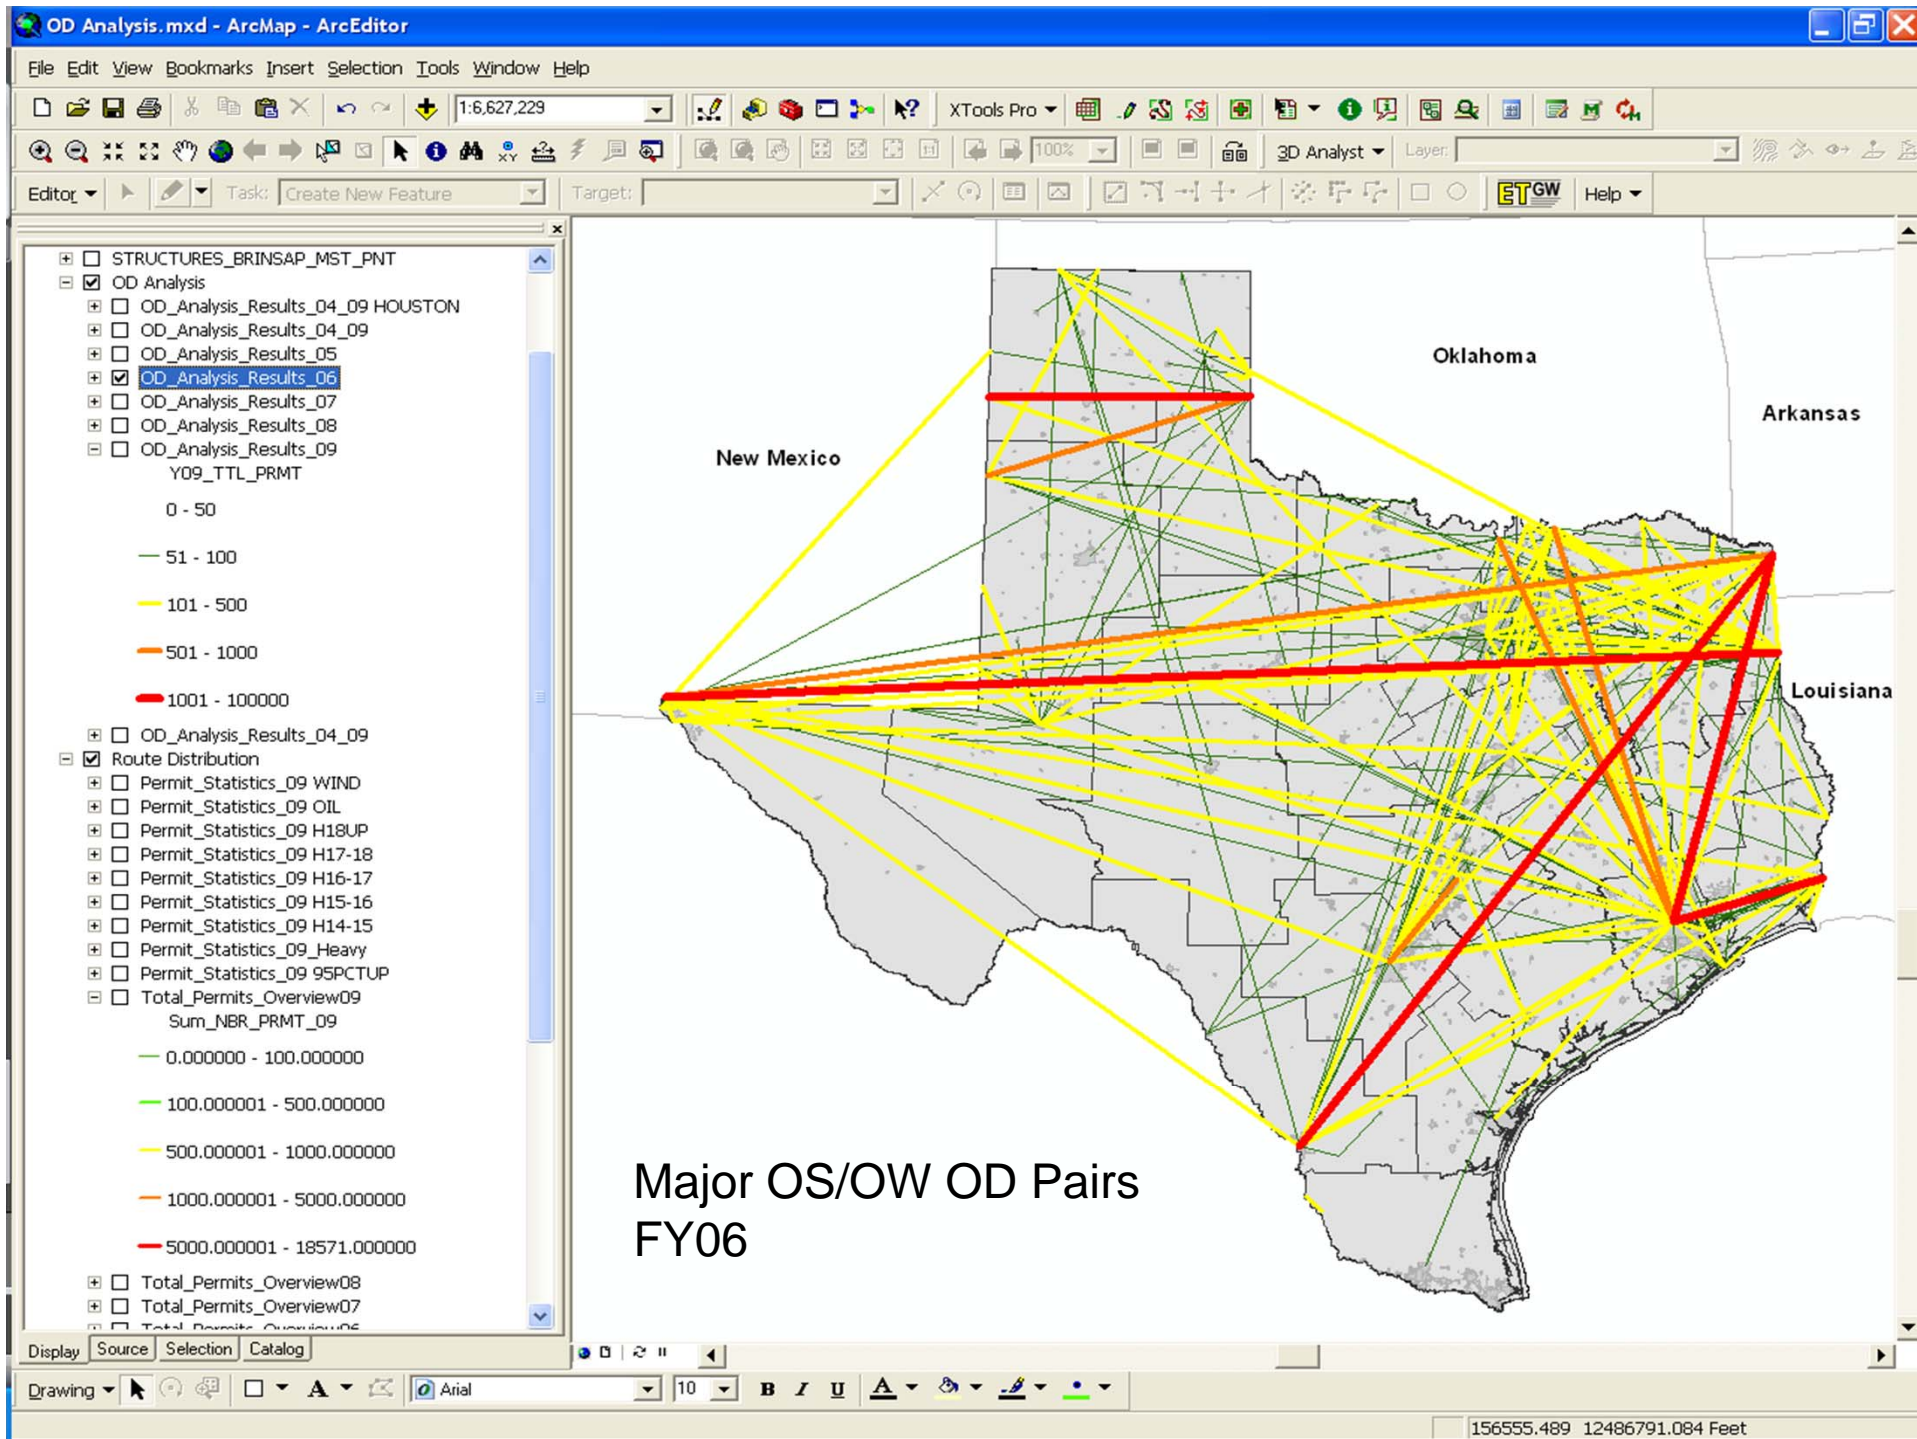 OD Analysis.mxd - ArcMap - ArcEditor
File Edit View Bookmarks Insert Selection Tools Window Help
1:6,627,229
XTools Pro
100%
3D Analyst
Layer:
Editor
Task: Create New Feature
Target:
ETGW
Help
STRUCTURES_BRINSAP_MST_PNT
OD Analysis
OD_Analysis_Results_04_09 HOUSTON
OD_Analysis_Results_04_09
OD_Analysis_Results_05
OD_Analysis_Results_06
OD_Analysis_Results_07
OD_Analysis_Results_08
OD_Analysis_Results_09
Y09_TTL_PRMT
0 - 50
51 - 100
101 - 500
501 - 1000
1001 - 100000
OD_Analysis_Results_04_09
Route Distribution
Permit_Statistics_09 WIND
Permit_Statistics_09 OIL
Permit_Statistics_09 H18UP
Permit_Statistics_09 H17-18
Permit_Statistics_09 H16-17
Permit_Statistics_09 H15-16
Permit_Statistics_09 H14-15
Permit_Statistics_09_Heavy
Permit_Statistics_09 95PCTUP
Total_Permits_Overview09
Sum_NBR_PRMT_09
0.000000 - 100.000000
100.000001 - 500.000000
500.000001 - 1000.000000
1000.000001 - 5000.000000
5000.000001 - 18571.000000
Total_Permits_Overview08
Total_Permits_Overview07
Total_Permits_Overview06
Oklahoma
Arkansas
New Mexico
Louisiana
Major OS/OW OD Pairs
FY06
Display Source Selection Catalog
Drawing
A
Arial
10
B I U A
156555.489 12486791.084 Feet